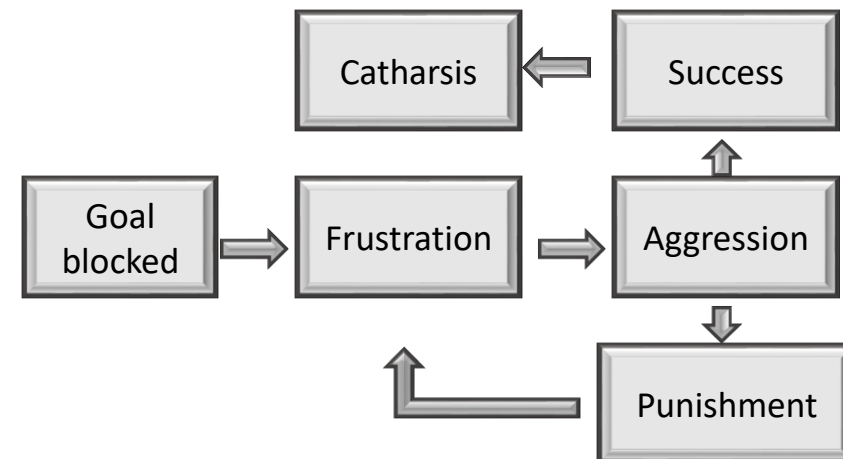 Catharsis
Success
Goal
blocked
Frustration
Aggression
Punishment